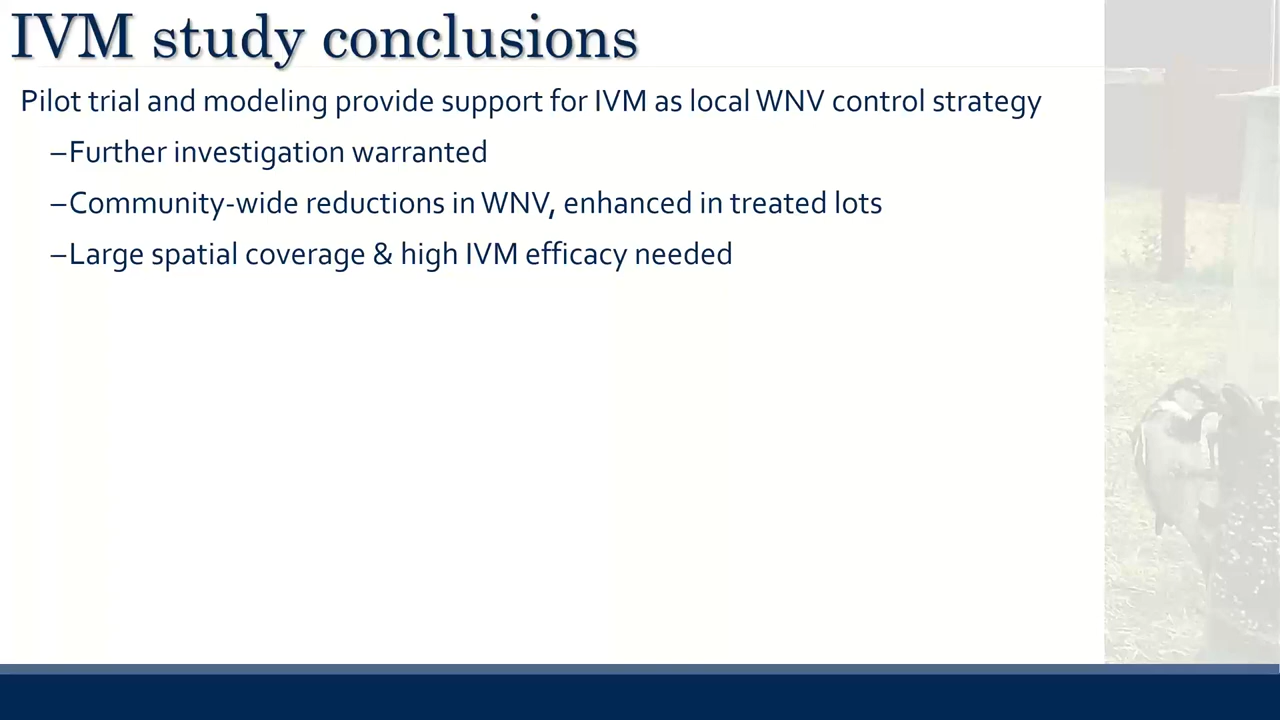 IVM study conclusions
Pilot trial and modeling provide support for IVM as local WNV control strategy
–Further investigation warranted
–Community-wide reductions in WNV, enhanced in treated lots
–Large spatial coverage & high IVM efficacy needed